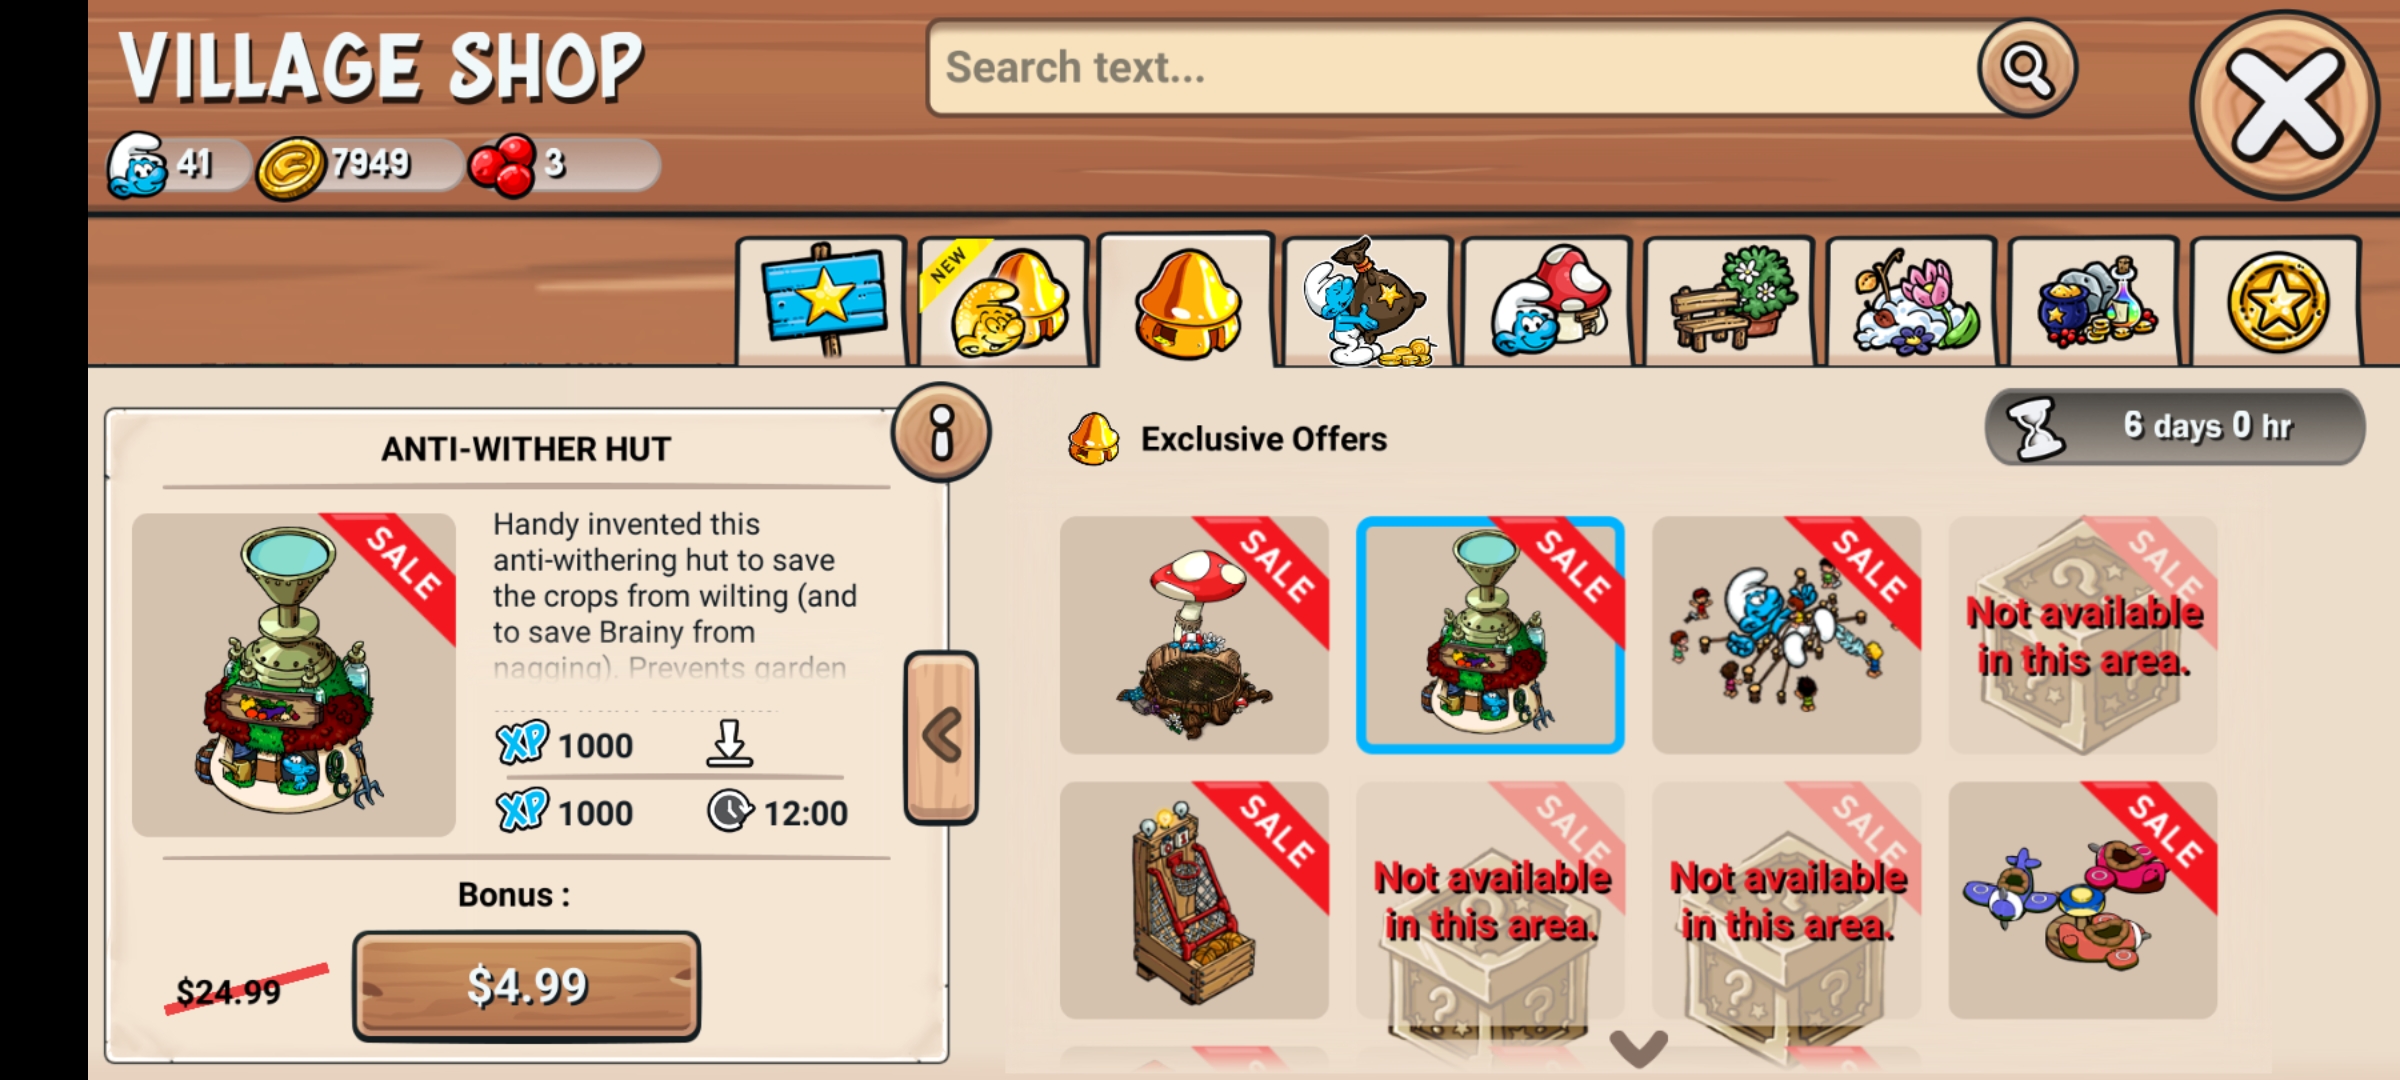 VILLAGE SHOP
Search text...
41
7949
3
NEW
ANTI-WITHER HUT
Exclusive Offers
6 days 0 hr
SALE
Handy invented this
anti-withering hut to save
the crops from wilting (and
to save Brainy from
nagging). Prevents garden
XP 1000
XP 1000
12:00
Bonus :
$24.99
$4.99
SALE
SALE
SALE
SALE
Not available
in this area.
SALE
SALE
Not available
in this area.
SALE
Not available
in this area.
SALE